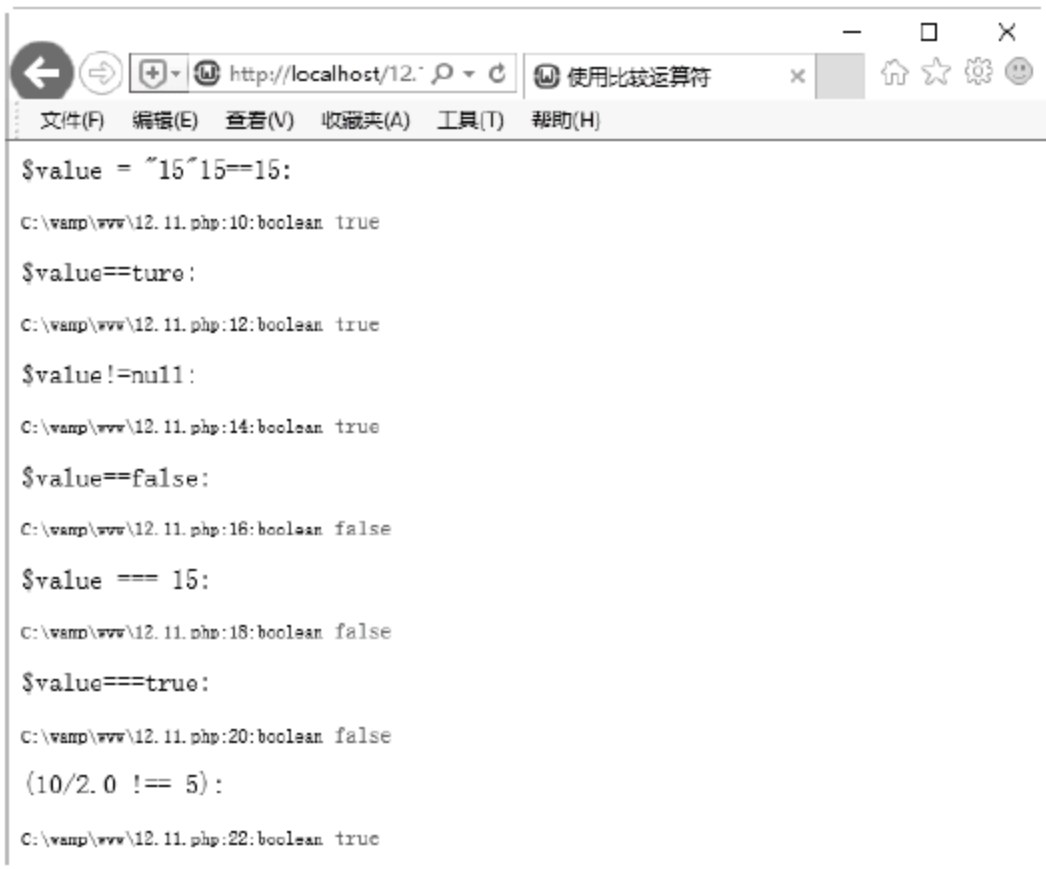 http://localhost/12.
使用比较运算符
文件(F) 编辑(E) 查看(V) 收藏夹(A) 工具(T) 帮助(H)
$value = "15"15==15:
C:\wamp\www\12.11.php:10:boolean true
$value==ture:
C:\wamp\www\12.11.php:12:boolean true
$value!=null:
C:\wamp\www\12.11.php:14:boolean true
$value==false:
C:\wamp\www\12.11.php:16:boolean false
$value === 15:
C:\wamp\www\12.11.php:18:boolean false
$value===true:
C:\wamp\www\12.11.php:20:boolean false
(10/2.0 !== 5):
C:\wamp\www\12.11.php:22:boolean true